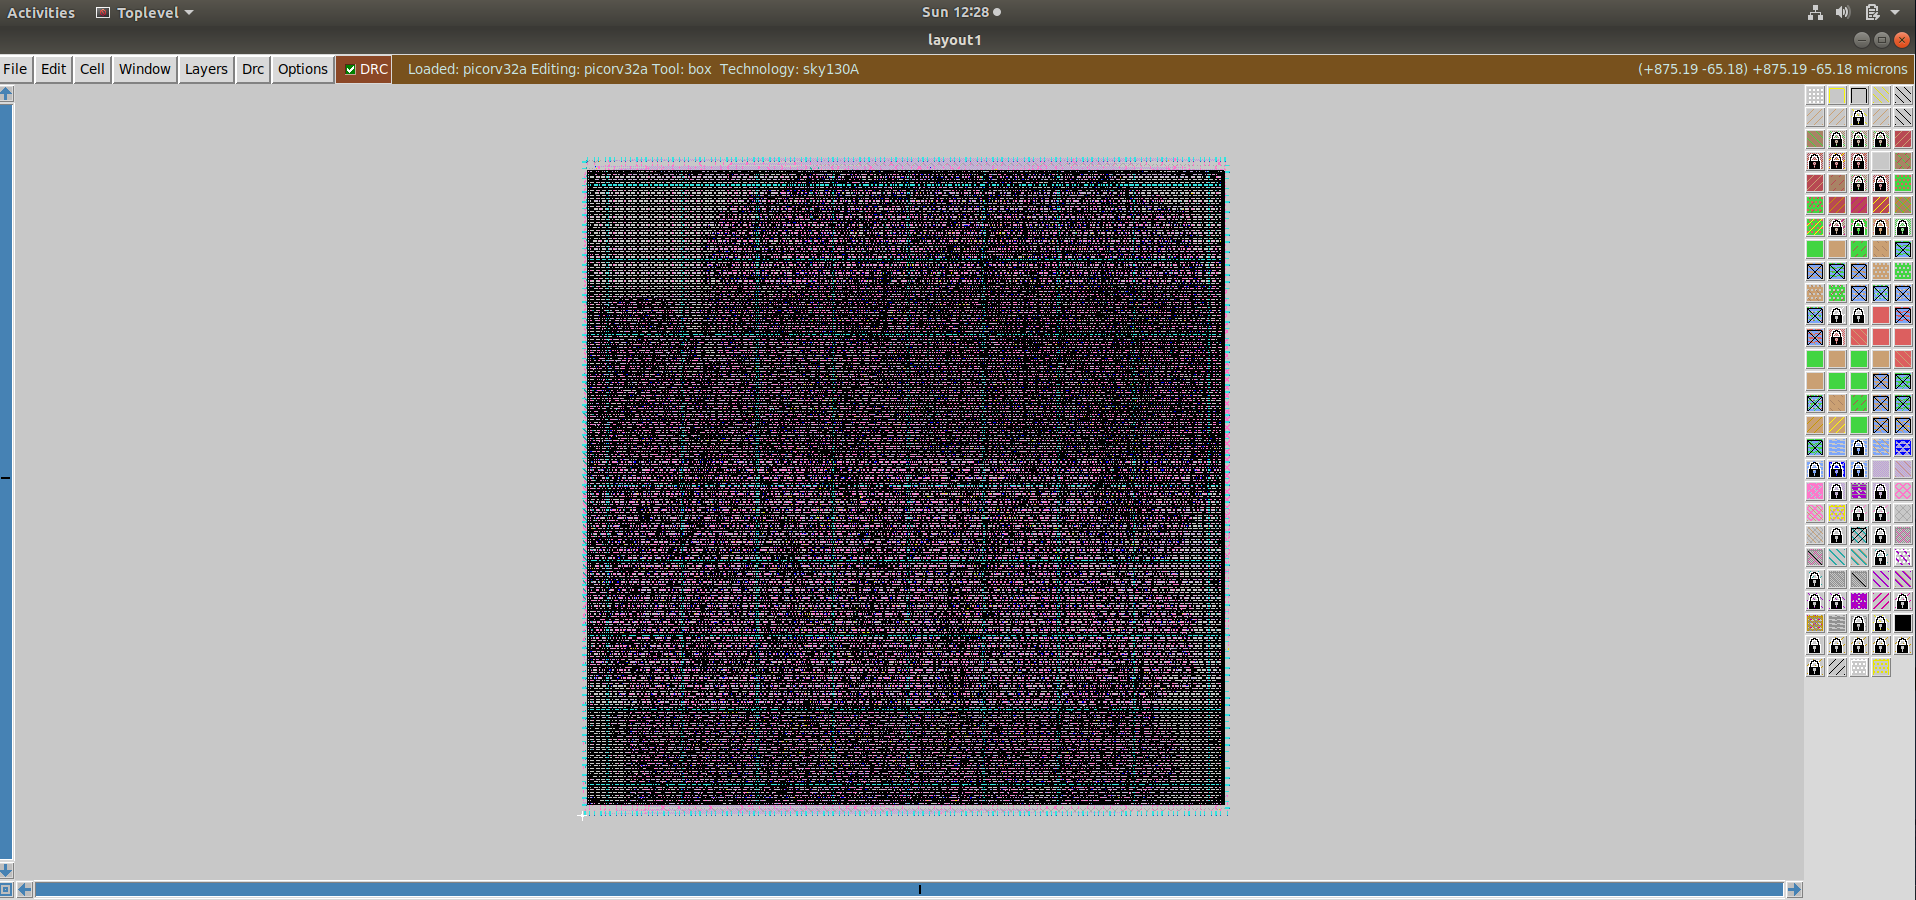 Activities Toplevel Sun 12:28
layout1
File Edit Cell Window Layers Drc Options DRC Loaded: picorv32a Editing: picorv32a Tool: box Technology: sky130A (+875.19 -65.18) +875.19 -65.18 microns